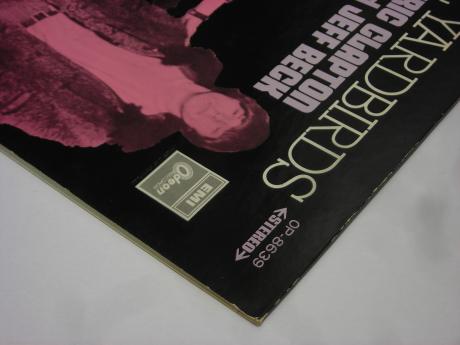 YARDBIRDS
ERIC CLAPTON
JEFF BECK
EMI
Odeon
STEREO
OP-8639